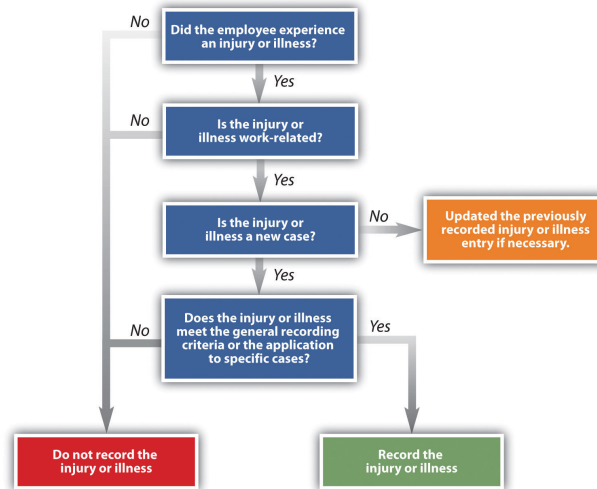 No
Did the employee experience
an injury or illness?
Yes
No
Is the injury or
illness work-related?
Yes
Is the injury or
illness a new case?
No
Updated the previously
recorded injury or illness
entry if necessary.
Yes
No
Does the injury or illness
meet the general recording
criteria or the application
to specific cases?
Yes
Do not record the
injury or illness
Record the
injury or illness